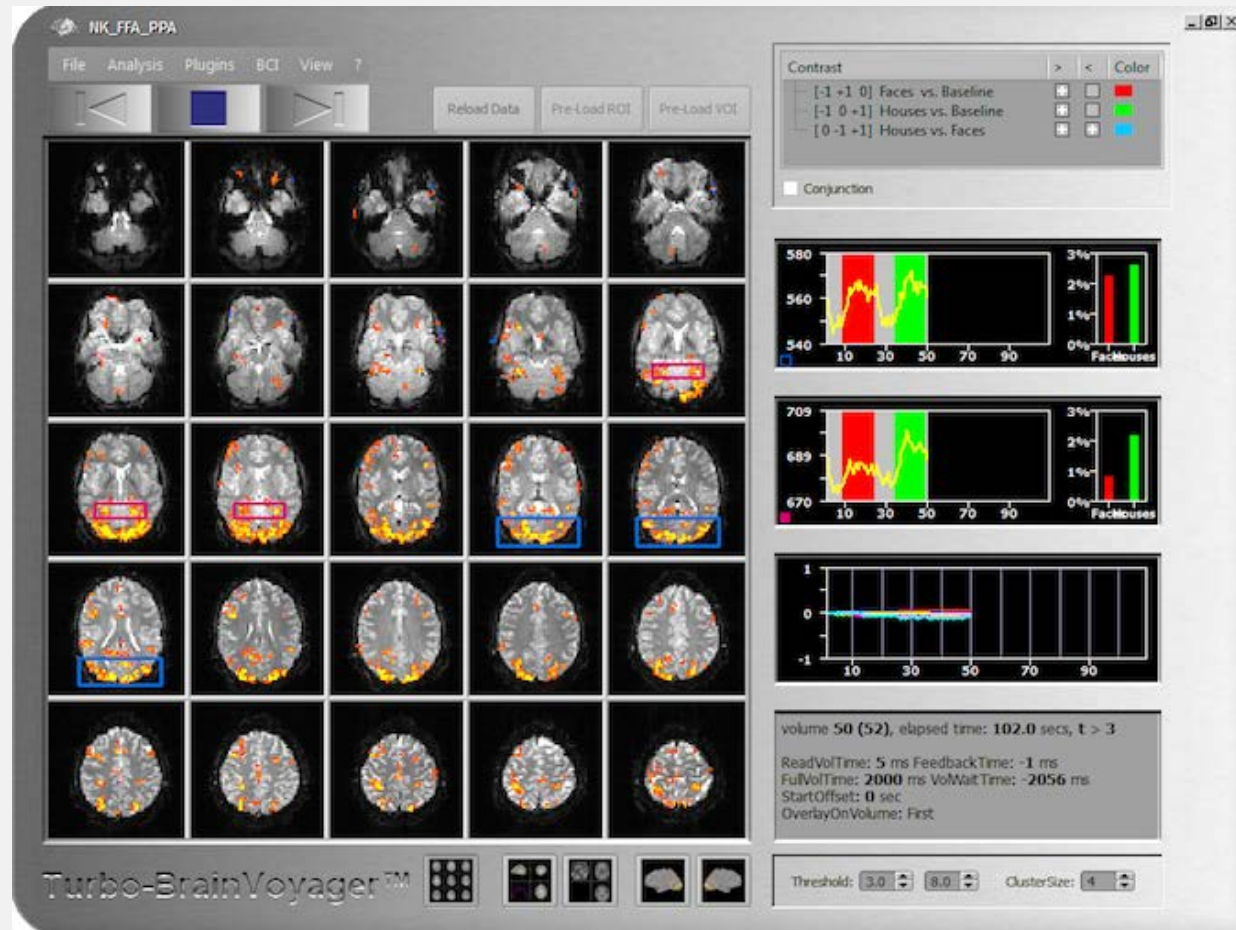 NK_FFA_PPA
File Analysis Plugins BCI View ?
Reload Data Pre-Load ROI Pre-Load VOI
Contrast > < Color
[-1 +1 0] Faces vs. Baseline
[-1 0 +1] Houses vs. Baseline
[0 -1 +1] Houses vs. Faces
Conjunction
580
560
540
10 30 50 70 90
3%
2%
1%
0%
Faces Houses
709
689
670
10 30 50 70 90
3%
2%
1%
0%
Faces Houses
1
0
-1
10 30 50 70 90
volume 50 (52), elapsed time: 102.0 secs, t > 3
ReadVolTime: 5 ms FeedbackTime: -1 ms
FullVolTime: 2000 ms VolWaitTime: -2056 ms
StartOffset: 0 sec
OverlayOnVolume: First
Turbo-BrainVoyager™
Threshold: 3.0 8.0 ClusterSize: 4